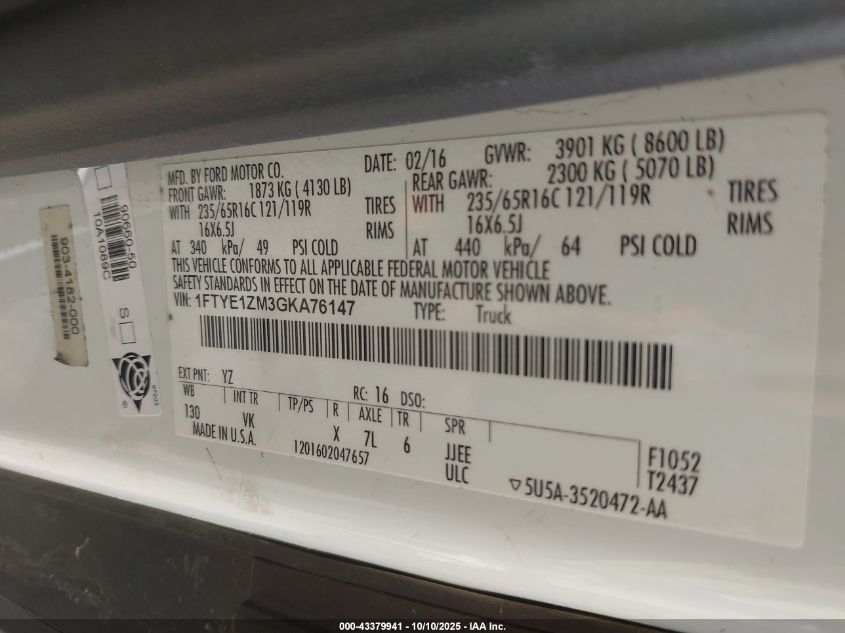 MFD. BY FORD MOTOR CO. DATE: 02/16 GVWR: 3901 KG ( 8600 LB)
FRONT GAWR: 1873 KG ( 4130 LB) REAR GAWR: 2300 KG ( 5070 LB)
WITH 235/65R16C 121/119R TIRES WITH 235/65R16C 121/119R TIRES
16X6.5J RIMS 16X6.5J RIMS
AT 340 kPa/ 49 PSI COLD AT 440 kPa/ 64 PSI COLD
THIS VEHICLE CONFORMS TO ALL APPLICABLE FEDERAL MOTOR VEHICLE
SAFETY STANDARDS IN EFFECT ON THE DATE OF MANUFACTURE SHOWN ABOVE.
VIN: 1FTYE1ZM3GKA76147 TYPE: Truck
EXT PNT: YZ RC: 16 DSO:
WB INT TR TP/PS R AXLE TR SPR
130 VK X 7L 6 JJEE F1052
MADE IN U.S.A. 1201602047657 ULC T2437
5U5A-3520472-AA
90660-50
10A1089C
S
97203
903-4182-000
000-43379941 - 10/10/2025 - IAA Inc.